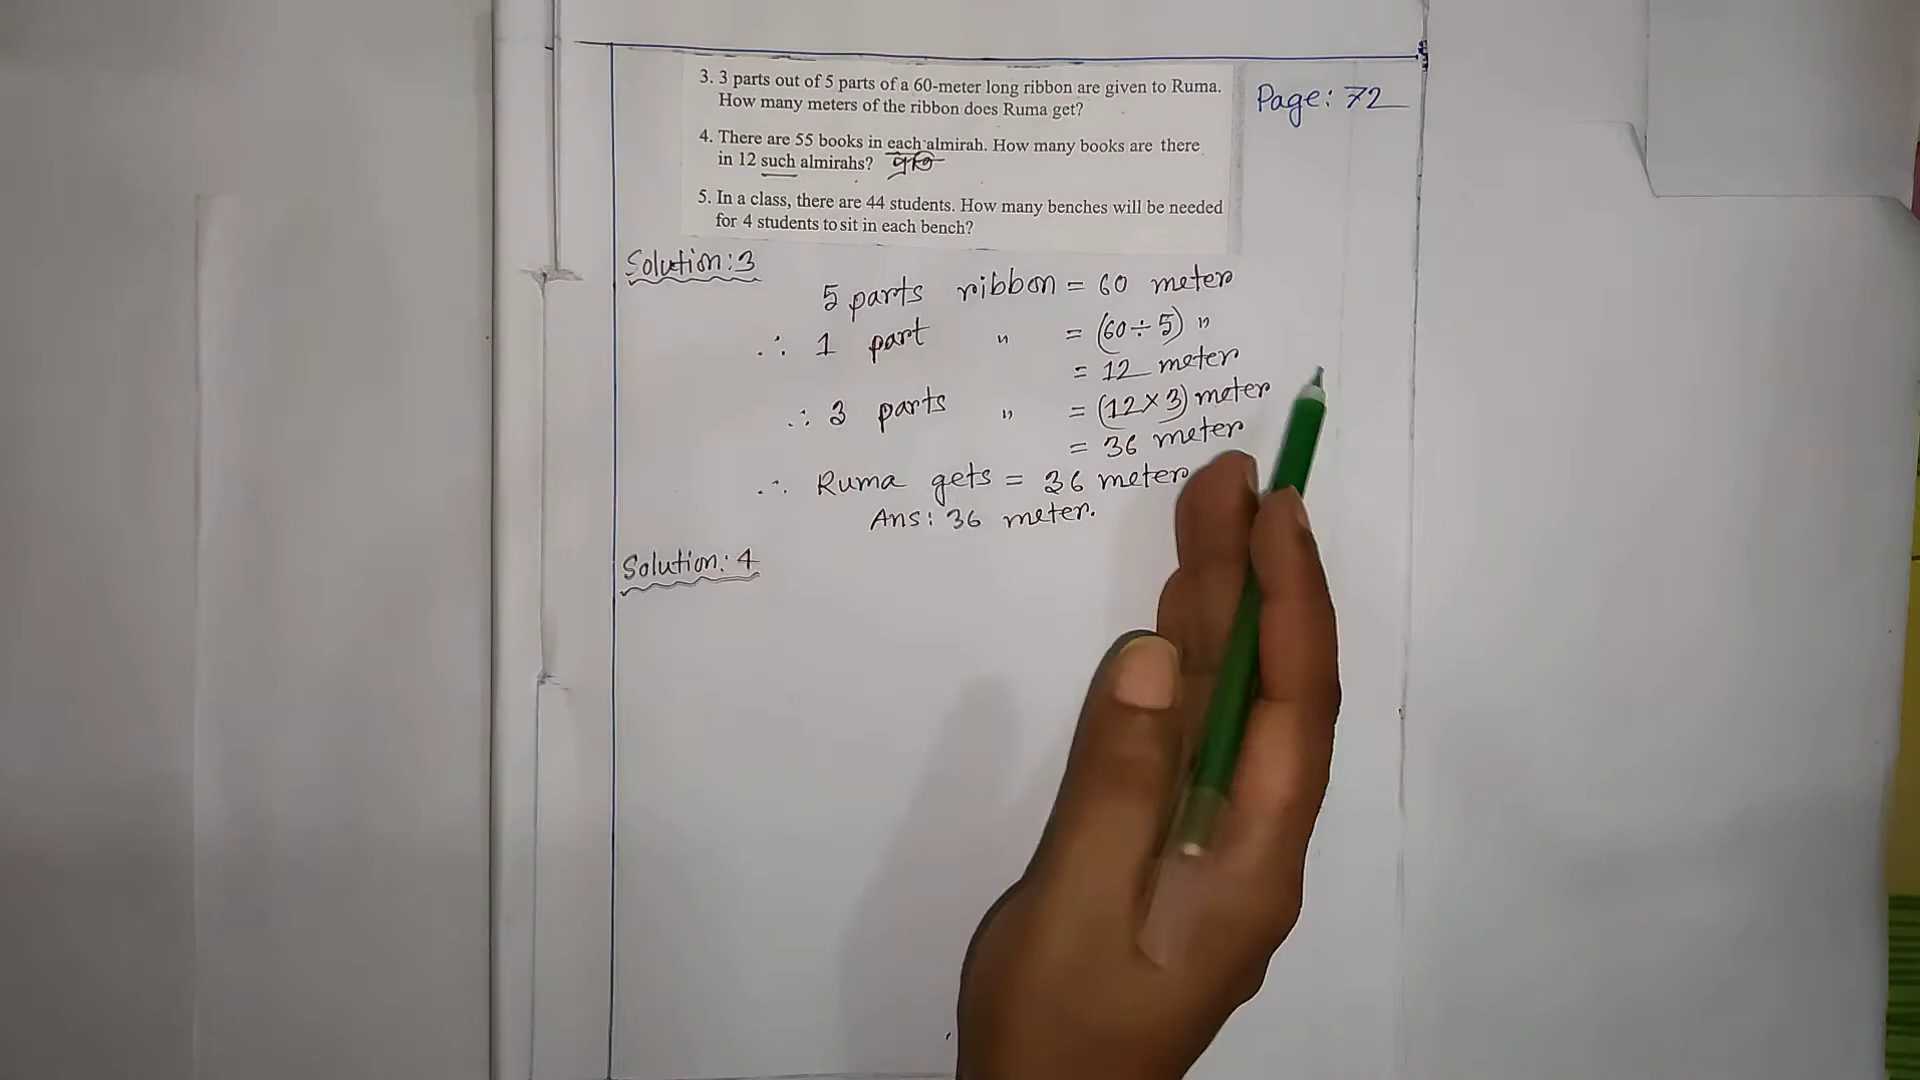 3. 3 parts out of 5 parts of a 60-meter long ribbon are given to Ruma.
How many meters of the ribbon does Ruma get?
Page: 72
4. There are 55 books in each almirah. How many books are there
in 12 such almirahs?
5. In a class, there are 44 students. How many benches will be needed
for 4 students to sit in each bench?
Solution:3
5 parts ribbon = 60 meter
∴ 1 part " = (60÷5) "
= 12 meter
∴ 3 parts " = (12×3) meter
= 36 meter
∴ Ruma gets = 36 meter
Ans: 36 meter.
Solution: 4